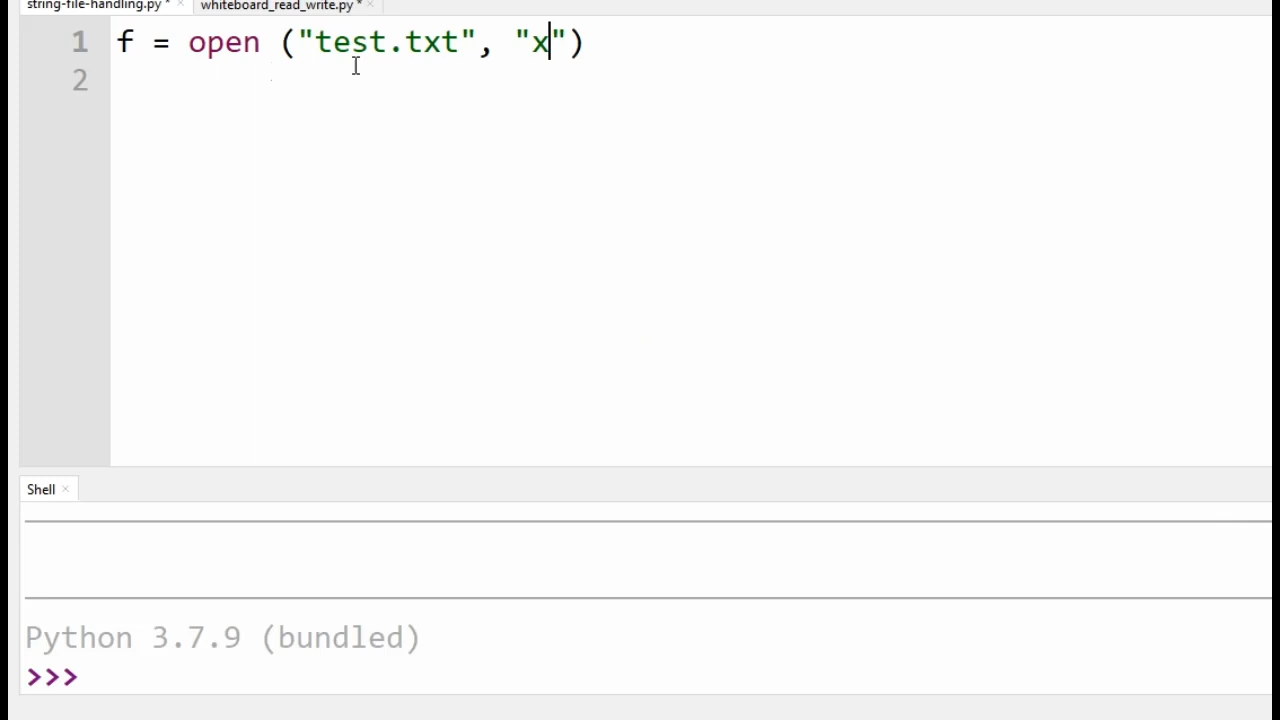 string-file-handling.py * × whiteboard_read_write.py * ×
1 f = open ("test.txt", "x")
2
Shell ×
Python 3.7.9 (bundled)
>>>